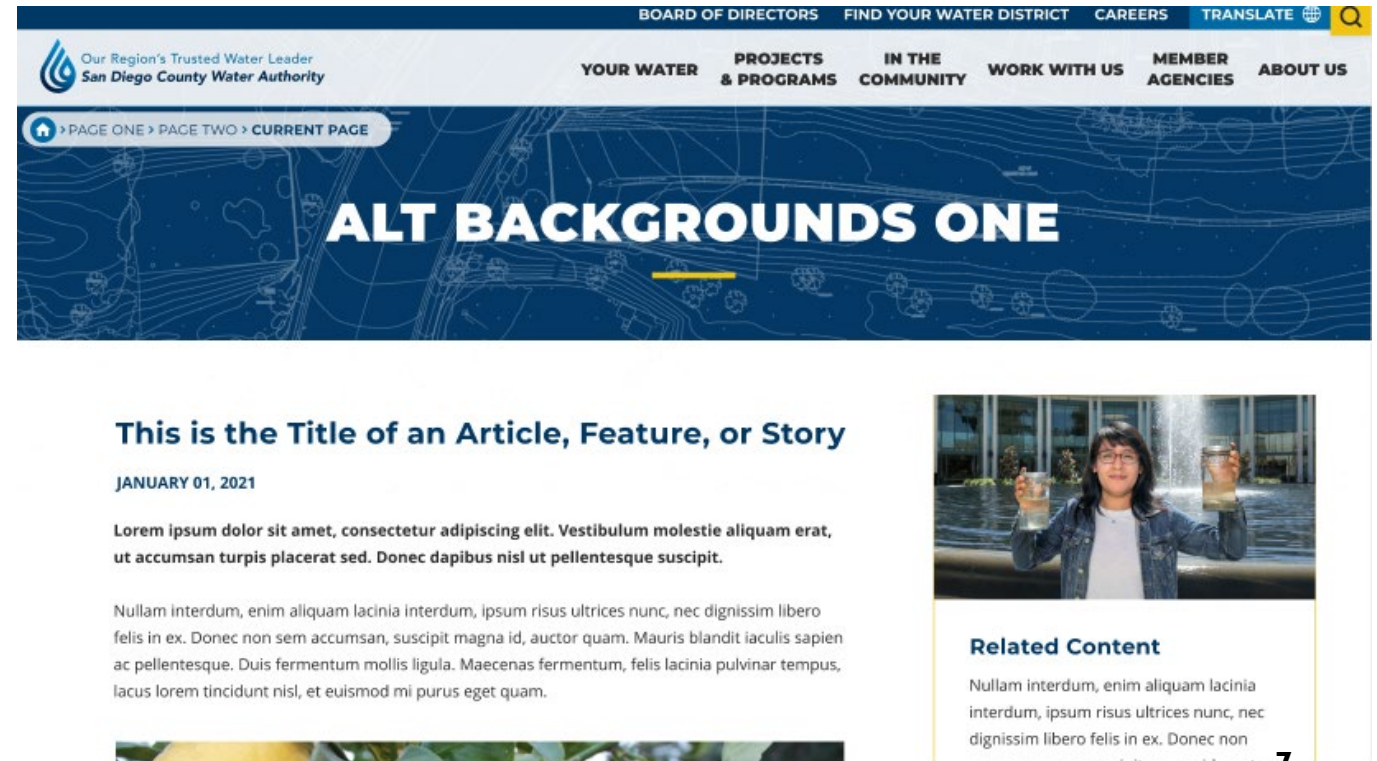 BOARD OF DIRECTORS FIND YOUR WATER DISTRICT CAREERS TRANSLATE
Our Region's Trusted Water Leader
San Diego County Water Authority
YOUR WATER
PROJECTS
& PROGRAMS
IN THE
COMMUNITY
WORK WITH US
MEMBER
AGENCIES
ABOUT US
> PAGE ONE > PAGE TWO > CURRENT PAGE
ALT BACKGROUNDS ONE
This is the Title of an Article, Feature, or Story
JANUARY 01, 2021
Lorem ipsum dolor sit amet, consectetur adipiscing elit. Vestibulum molestie aliquam erat,
ut accumsan turpis placerat sed. Donec dapibus nisl ut pellentesque suscipit.
Nullam interdum, enim aliquam lacinia interdum, ipsum risus ultrices nunc, nec dignissim libero
felis in ex. Donec non sem accumsan, suscipit magna id, auctor quam. Mauris blandit iaculis sapien
ac pellentesque. Duis fermentum mollis ligula. Maecenas fermentum, felis lacinia pulvinar tempus,
lacus lorem tincidunt nisl, et euismod mi purus eget quam.
Related Content
Nullam interdum, enim aliquam lacinia
interdum, ipsum risus ultrices nunc, nec
dignissim libero felis in ex. Donec non